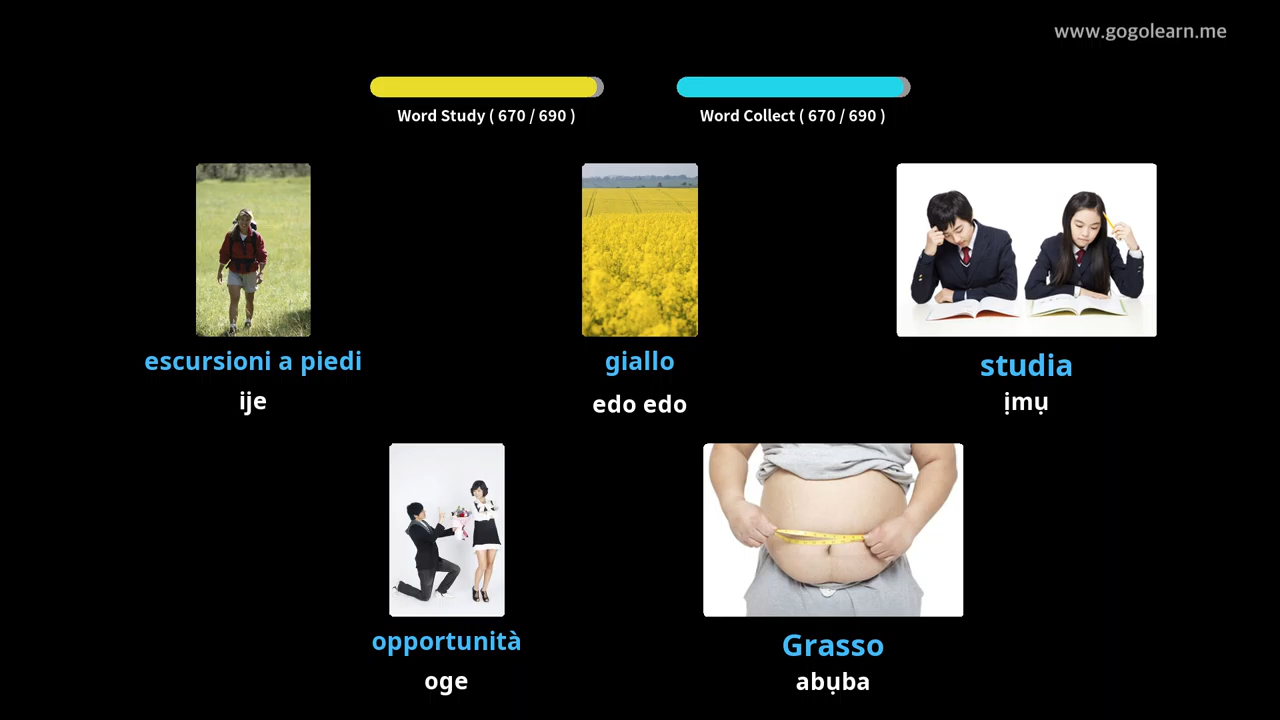 www.gogolearn.me
Word Study ( 670 / 690 )
Word Collect ( 670 / 690 )
escursioni a piedi
ije
giallo
edo edo
studia
ịmụ
opportunità
oge
Grasso
abụba